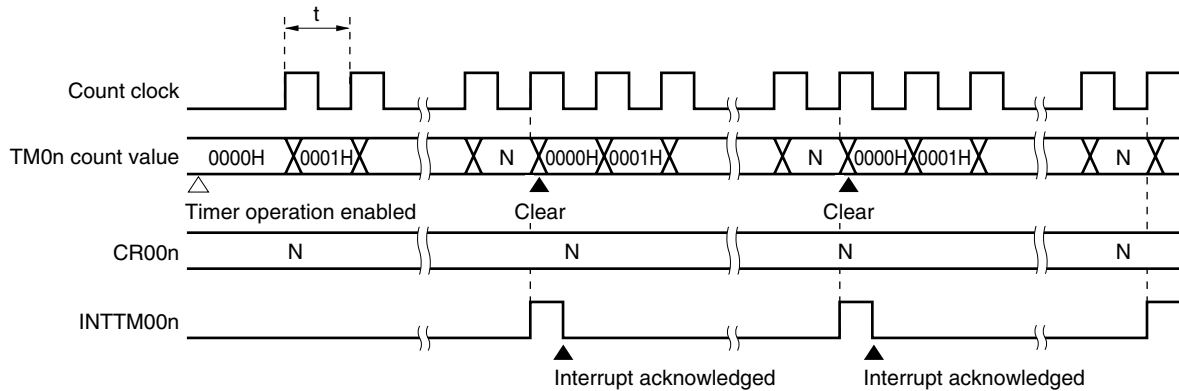 t
Count clock
TM0n count value 0000H 0001H N 0000H 0001H N 0000H 0001H N
Timer operation enabled Clear Clear
CR00n N N N N
INTTM00n
Interrupt acknowledged Interrupt acknowledged